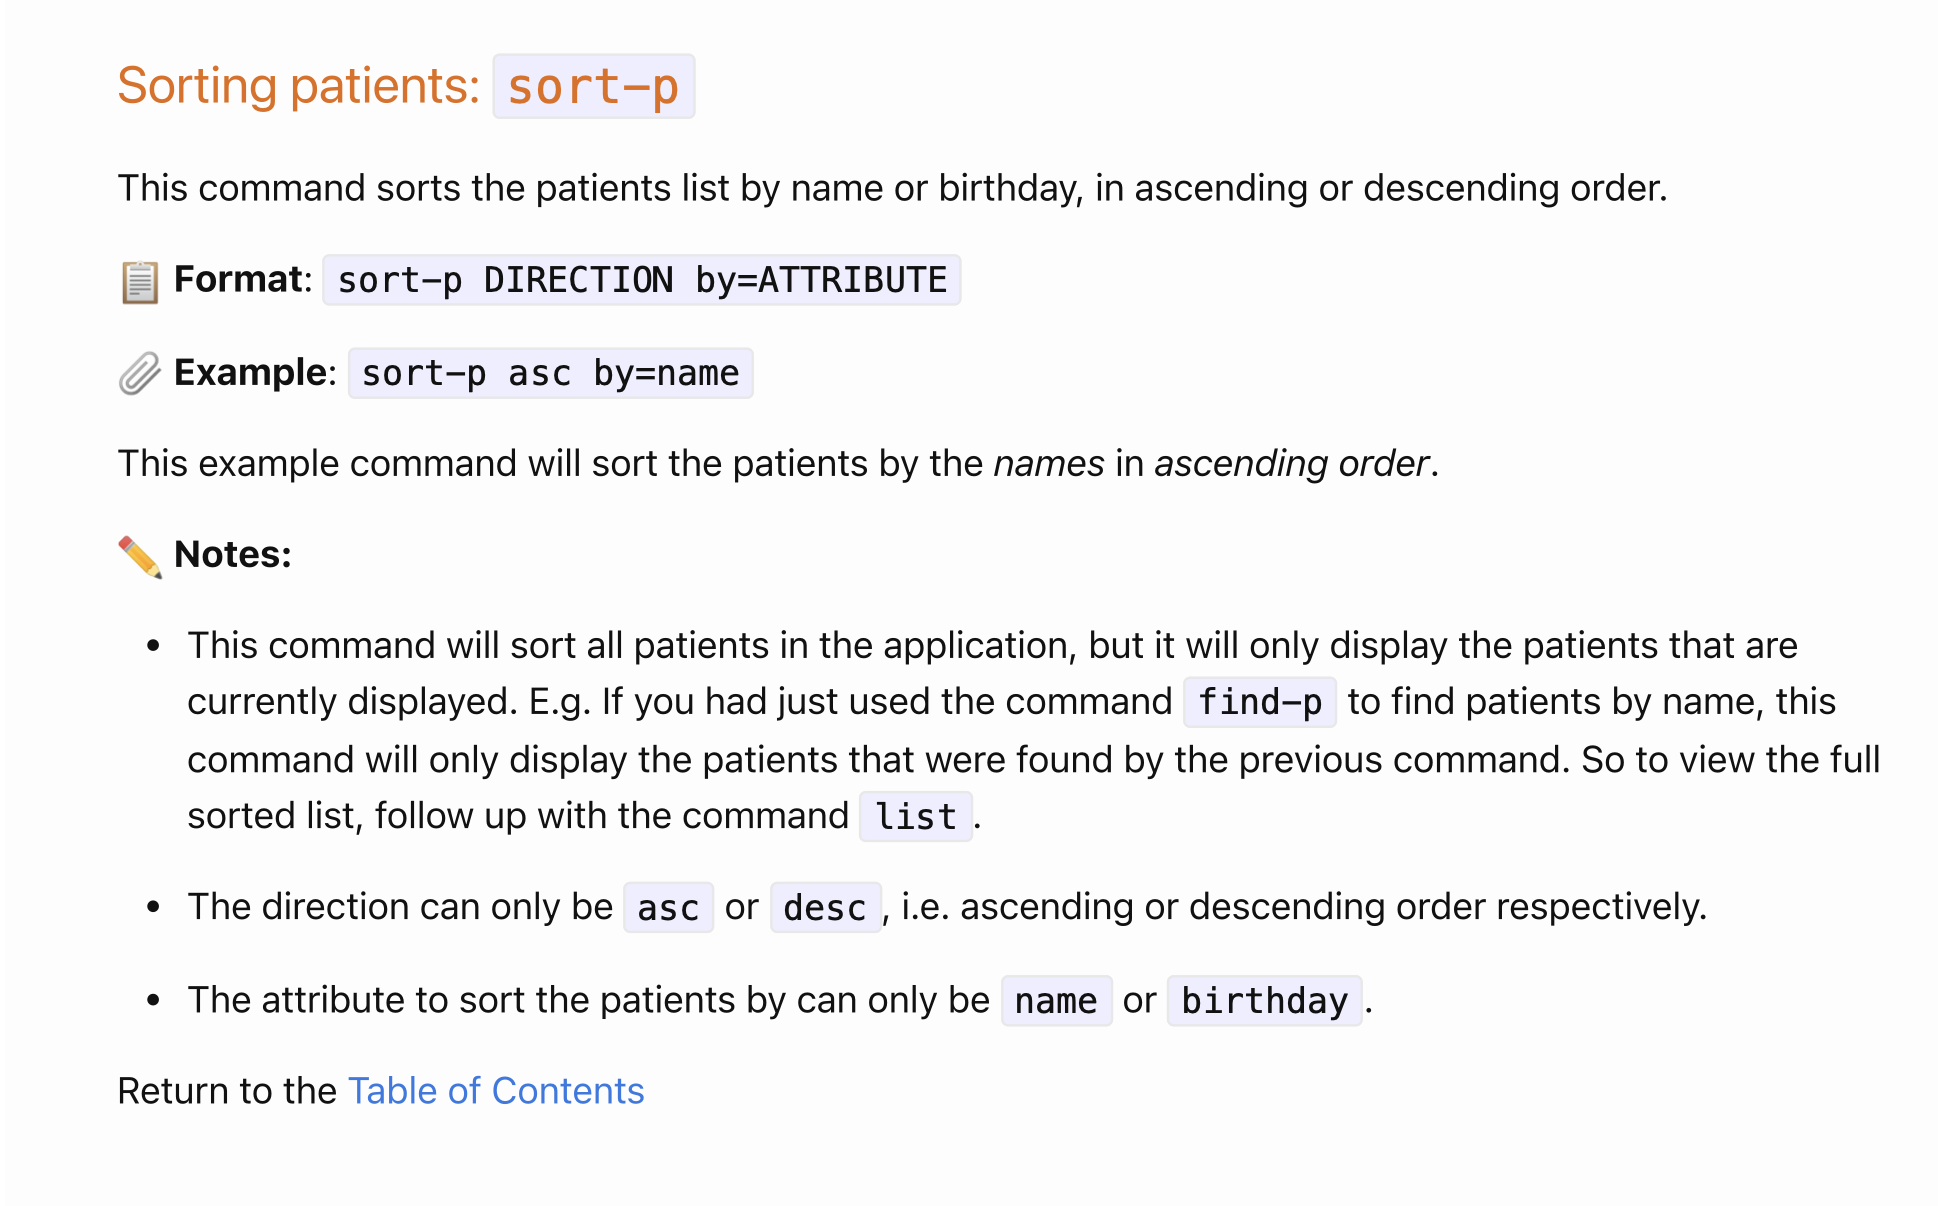 Sorting patients: sort-p
This command sorts the patients list by name or birthday, in ascending or descending order.
Format: sort-p DIRECTION by=ATTRIBUTE
Example: sort-p asc by=name
This example command will sort the patients by the names in ascending order.
Notes:
• This command will sort all patients in the application, but it will only display the patients that are
currently displayed. E.g. If you had just used the command find-p to find patients by name, this
command will only display the patients that were found by the previous command. So to view the full
sorted list, follow up with the command list.
• The direction can only be asc or desc, i.e. ascending or descending order respectively.
• The attribute to sort the patients by can only be name or birthday.
Return to the Table of Contents